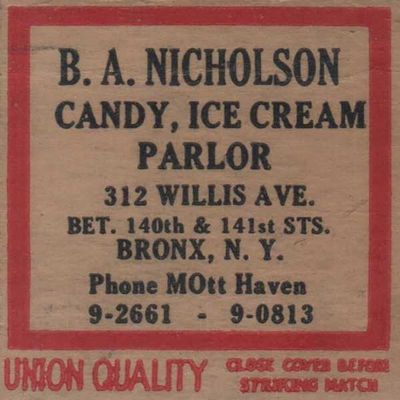 B. A. NICHOLSON
CANDY, ICE CREAM
PARLOR
312 WILLIS AVE.
BET. 140th & 141st STS.
BRONX, N. Y.
Phone MOtt Haven
9-2661 - 9-0813
UNION QUALITY
CLOSE COVER BEFORE
STRIKING MATCH